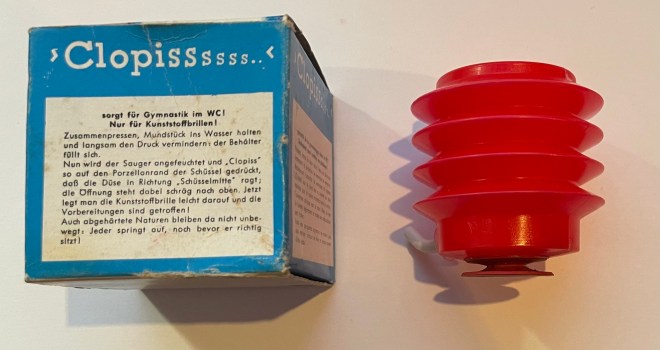 ›Clopissssss..‹
sorgt für Gymnastik im WC!
Nur für Kunststoffbrillen!
Zusammenpressen, Mundstück ins Wasser halten
und langsam den Druck vermindern: der Behälter
füllt sich.
Nun wird der Sauger angefeuchtet und „Clopiss“
so auf den Porzellanrand der Schüssel gedrückt,
daß die Düse in Richtung „Schüsselmitte“ ragt;
die Öffnung steht dabei schräg nach oben. Jetzt
legt man die Kunststoffbrille leicht darauf und die
Vorbereitungen sind getroffen!
Auch abgehärtete Naturen bleiben da nicht unbe-
wegt: Jeder springt auf, noch bevor er richtig
sitzt!
›Clopisss